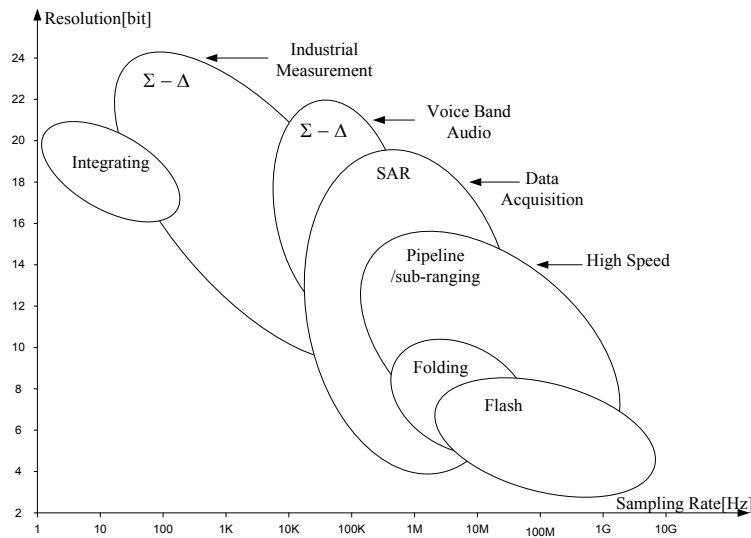 Resolution[bit]
24
22
20
18
16
14
12
10
8
6
4
2
Industrial
Measurement
Σ − Δ
Voice Band
Audio
Σ − Δ
Integrating
SAR
Data
Acquisition
Pipeline
/sub-ranging
High Speed
Folding
Flash
Sampling Rate[Hz]
1
10
100
1K
10K
100K
1M
10M
100M
1G
10G